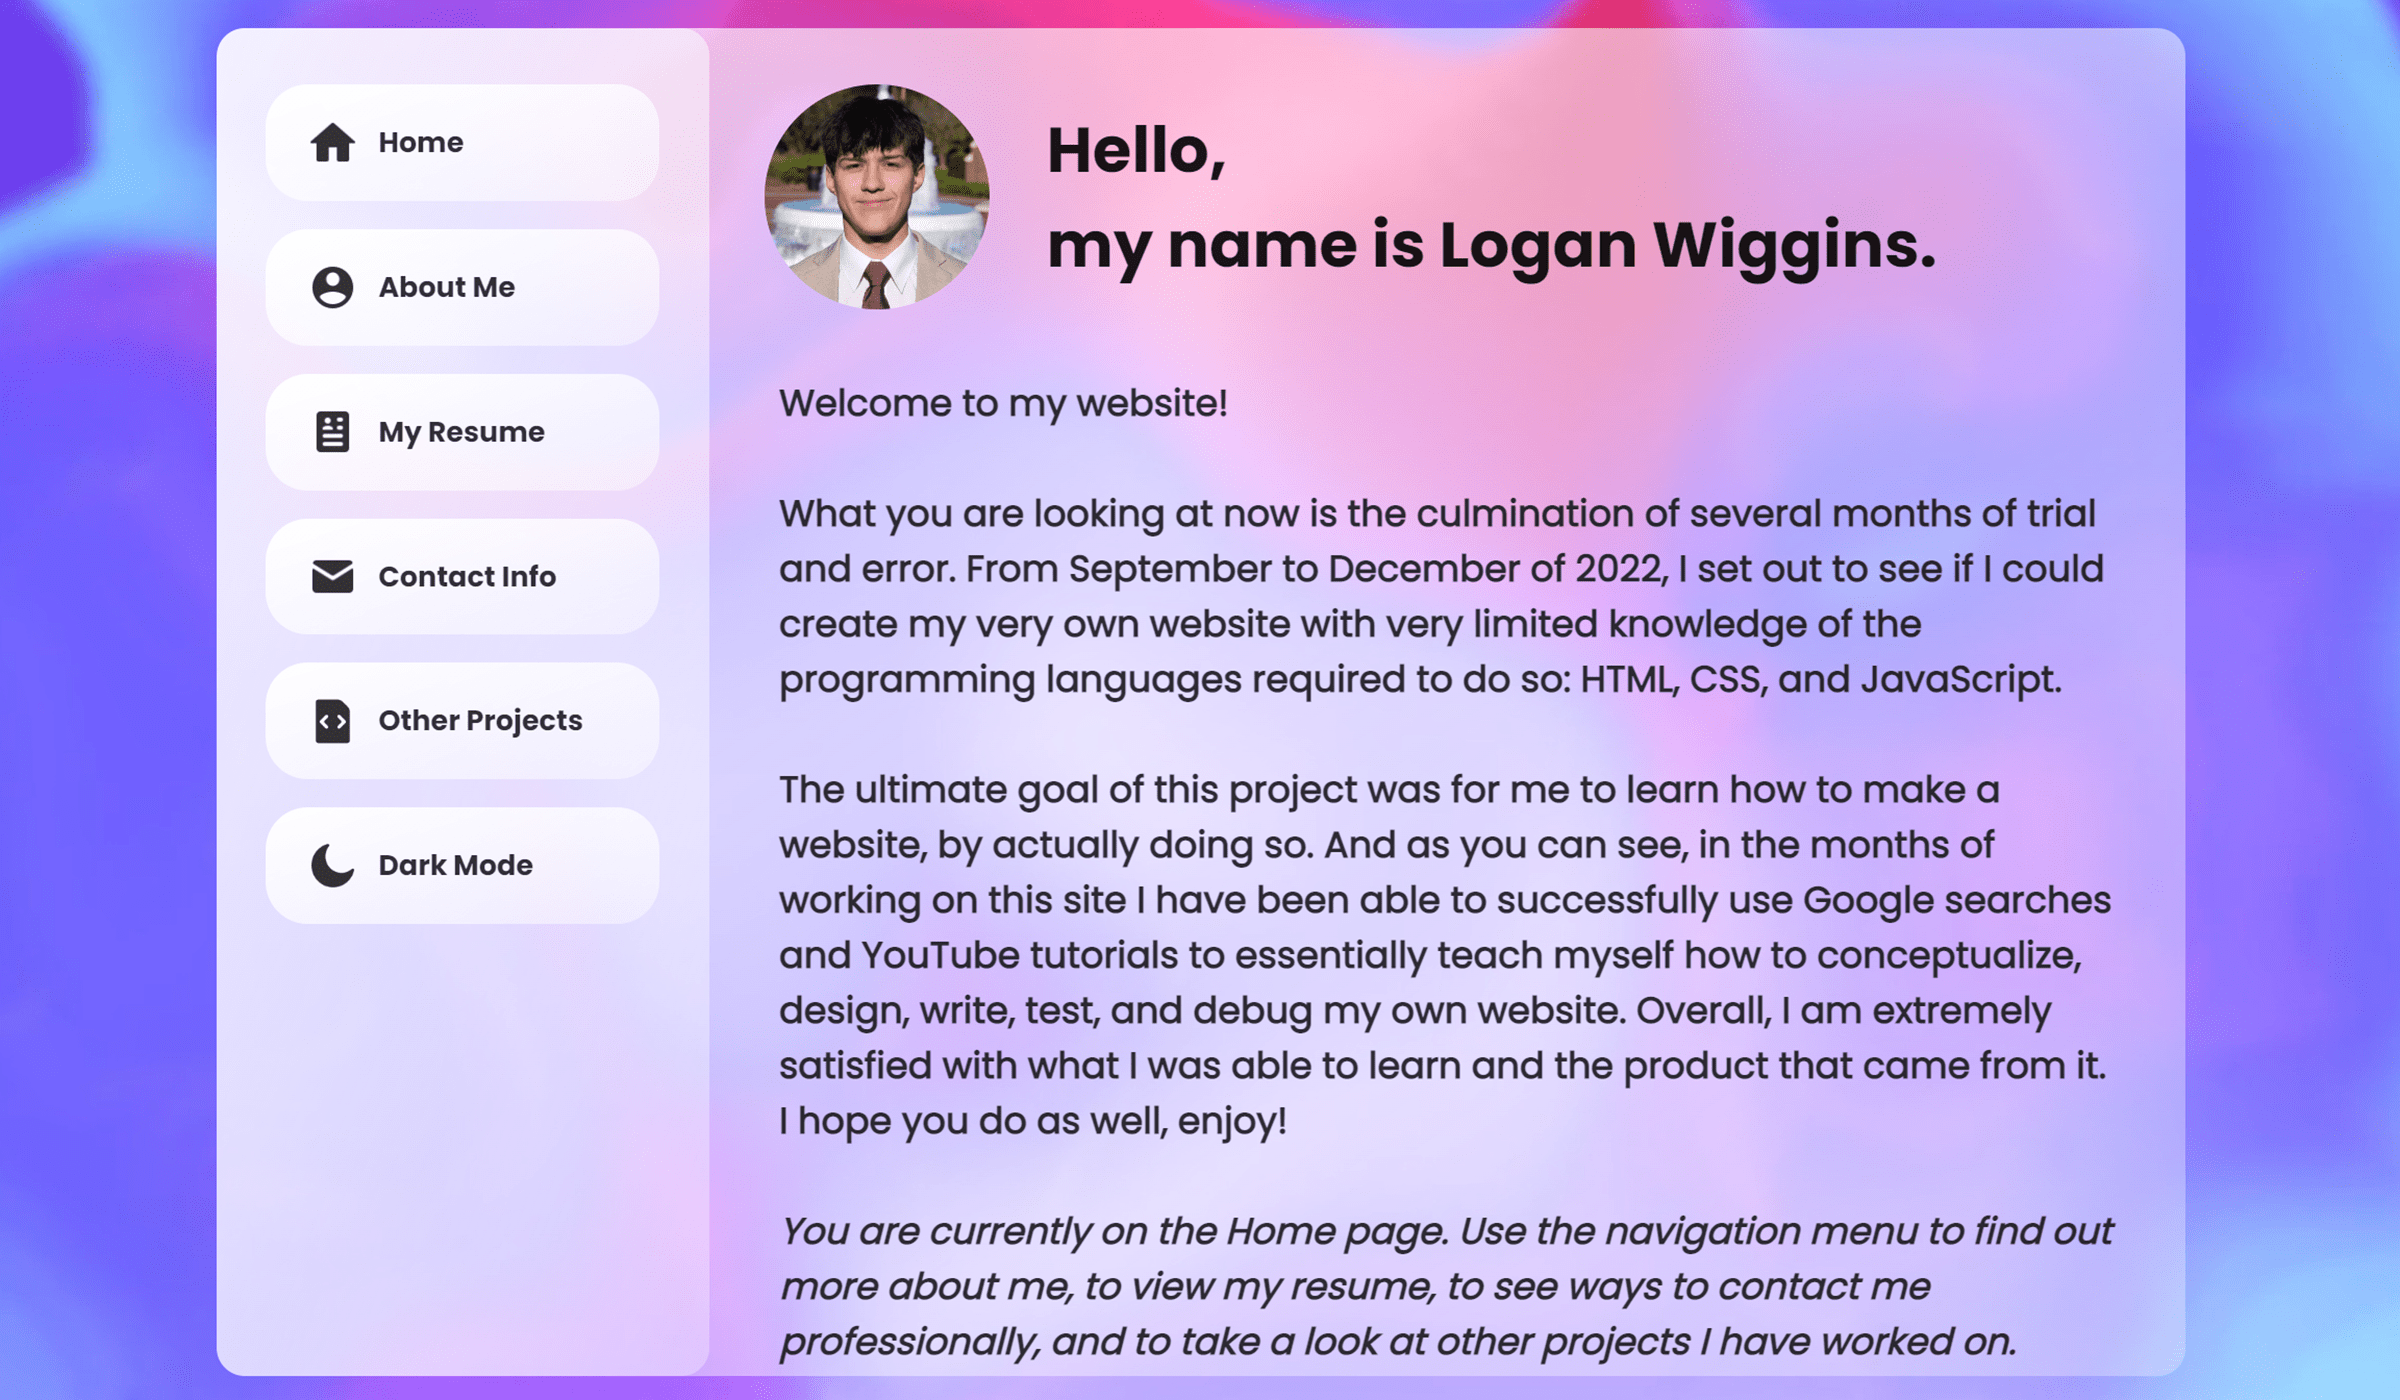 Home
About Me
My Resume
Contact Info
Other Projects
Dark Mode
Hello,
my name is Logan Wiggins.
Welcome to my website!
What you are looking at now is the culmination of several months of trial
and error. From September to December of 2022, I set out to see if I could
create my very own website with very limited knowledge of the
programming languages required to do so: HTML, CSS, and JavaScript.
The ultimate goal of this project was for me to learn how to make a
website, by actually doing so. And as you can see, in the months of
working on this site I have been able to successfully use Google searches
and YouTube tutorials to essentially teach myself how to conceptualize,
design, write, test, and debug my own website. Overall, I am extremely
satisfied with what I was able to learn and the product that came from it.
I hope you do as well, enjoy!
You are currently on the Home page. Use the navigation menu to find out
more about me, to view my resume, to see ways to contact me
professionally, and to take a look at other projects I have worked on.